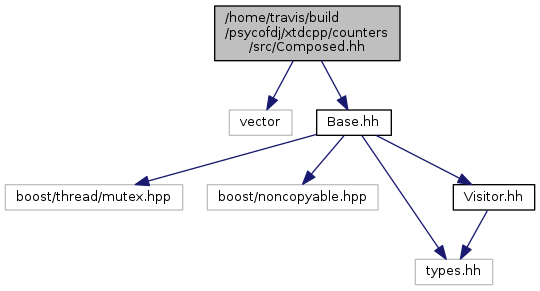 /home/travis/build
/psycofdj/xtdcpp/counters
/src/Composed.hh
vector
Base.hh
boost/thread/mutex.hpp
boost/noncopyable.hpp
Visitor.hh
types.hh